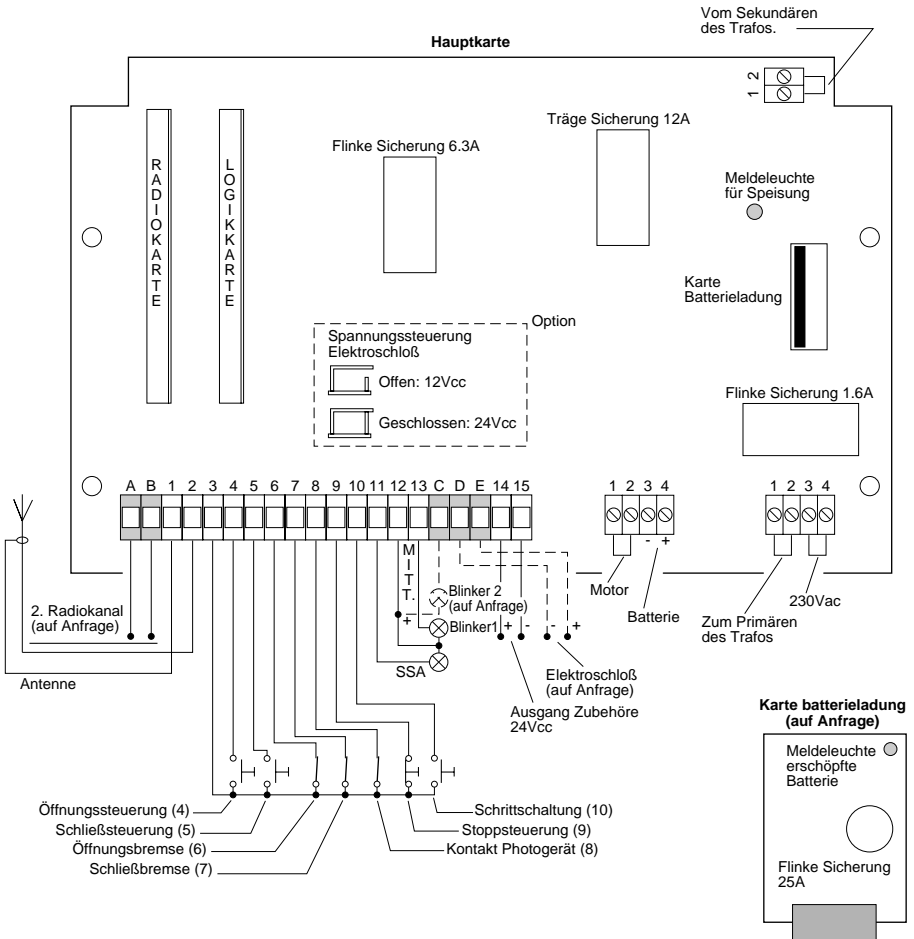 Vom Sekundären
des Trafos.
Hauptkarte
1 2
Träge Sicherung 12A
Flinke Sicherung 6.3A
RADIOKARTE
LOGIKKARTE
Meldeleuchte
für Speisung
Karte
Batterieladung
Option
Spannungssteuerung
Elektroschloß
Offen: 12Vcc
Geschlossen: 24Vcc
Flinke Sicherung 1.6A
A B 1 2 3 4 5 6 7 8 9 10 11 12 13 C D E 14 15
1 2 3 4
1 2 3 4
- +
MITT.
+
Motor
Batterie
230Vac
Zum Primären
des Trafos
Blinker 2
(auf Anfrage)
Blinker1
+ - - +
2. Radiokanal
(auf Anfrage)
SSA
Antenne
Elektroschloß
(auf Anfrage)
Ausgang Zubehöre
24Vcc
Karte batterieladung
(auf Anfrage)
Meldeleuchte
erschöpfte
Batterie
Flinke Sicherung
25A
Öffnungssteuerung (4)
Schließsteuerung (5)
Öffnungsbremse (6)
Schließbremse (7)
Schrittschaltung (10)
Stoppsteuerung (9)
Kontakt Photogerät (8)